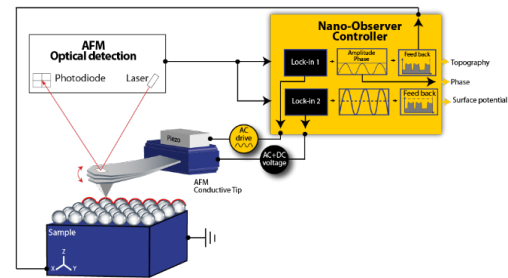 Nano-Observer
Controller
AFM
Optical detection
Photodiode
Laser
Lock-in 1
Amplitude
Phase
Feed back
Topography
Phase
Lock-in 2
Feed back
Surface potential
Piezo
AC
drive
AC+DC
voltage
AFM
Conductive Tip
Sample
Z
X
Y